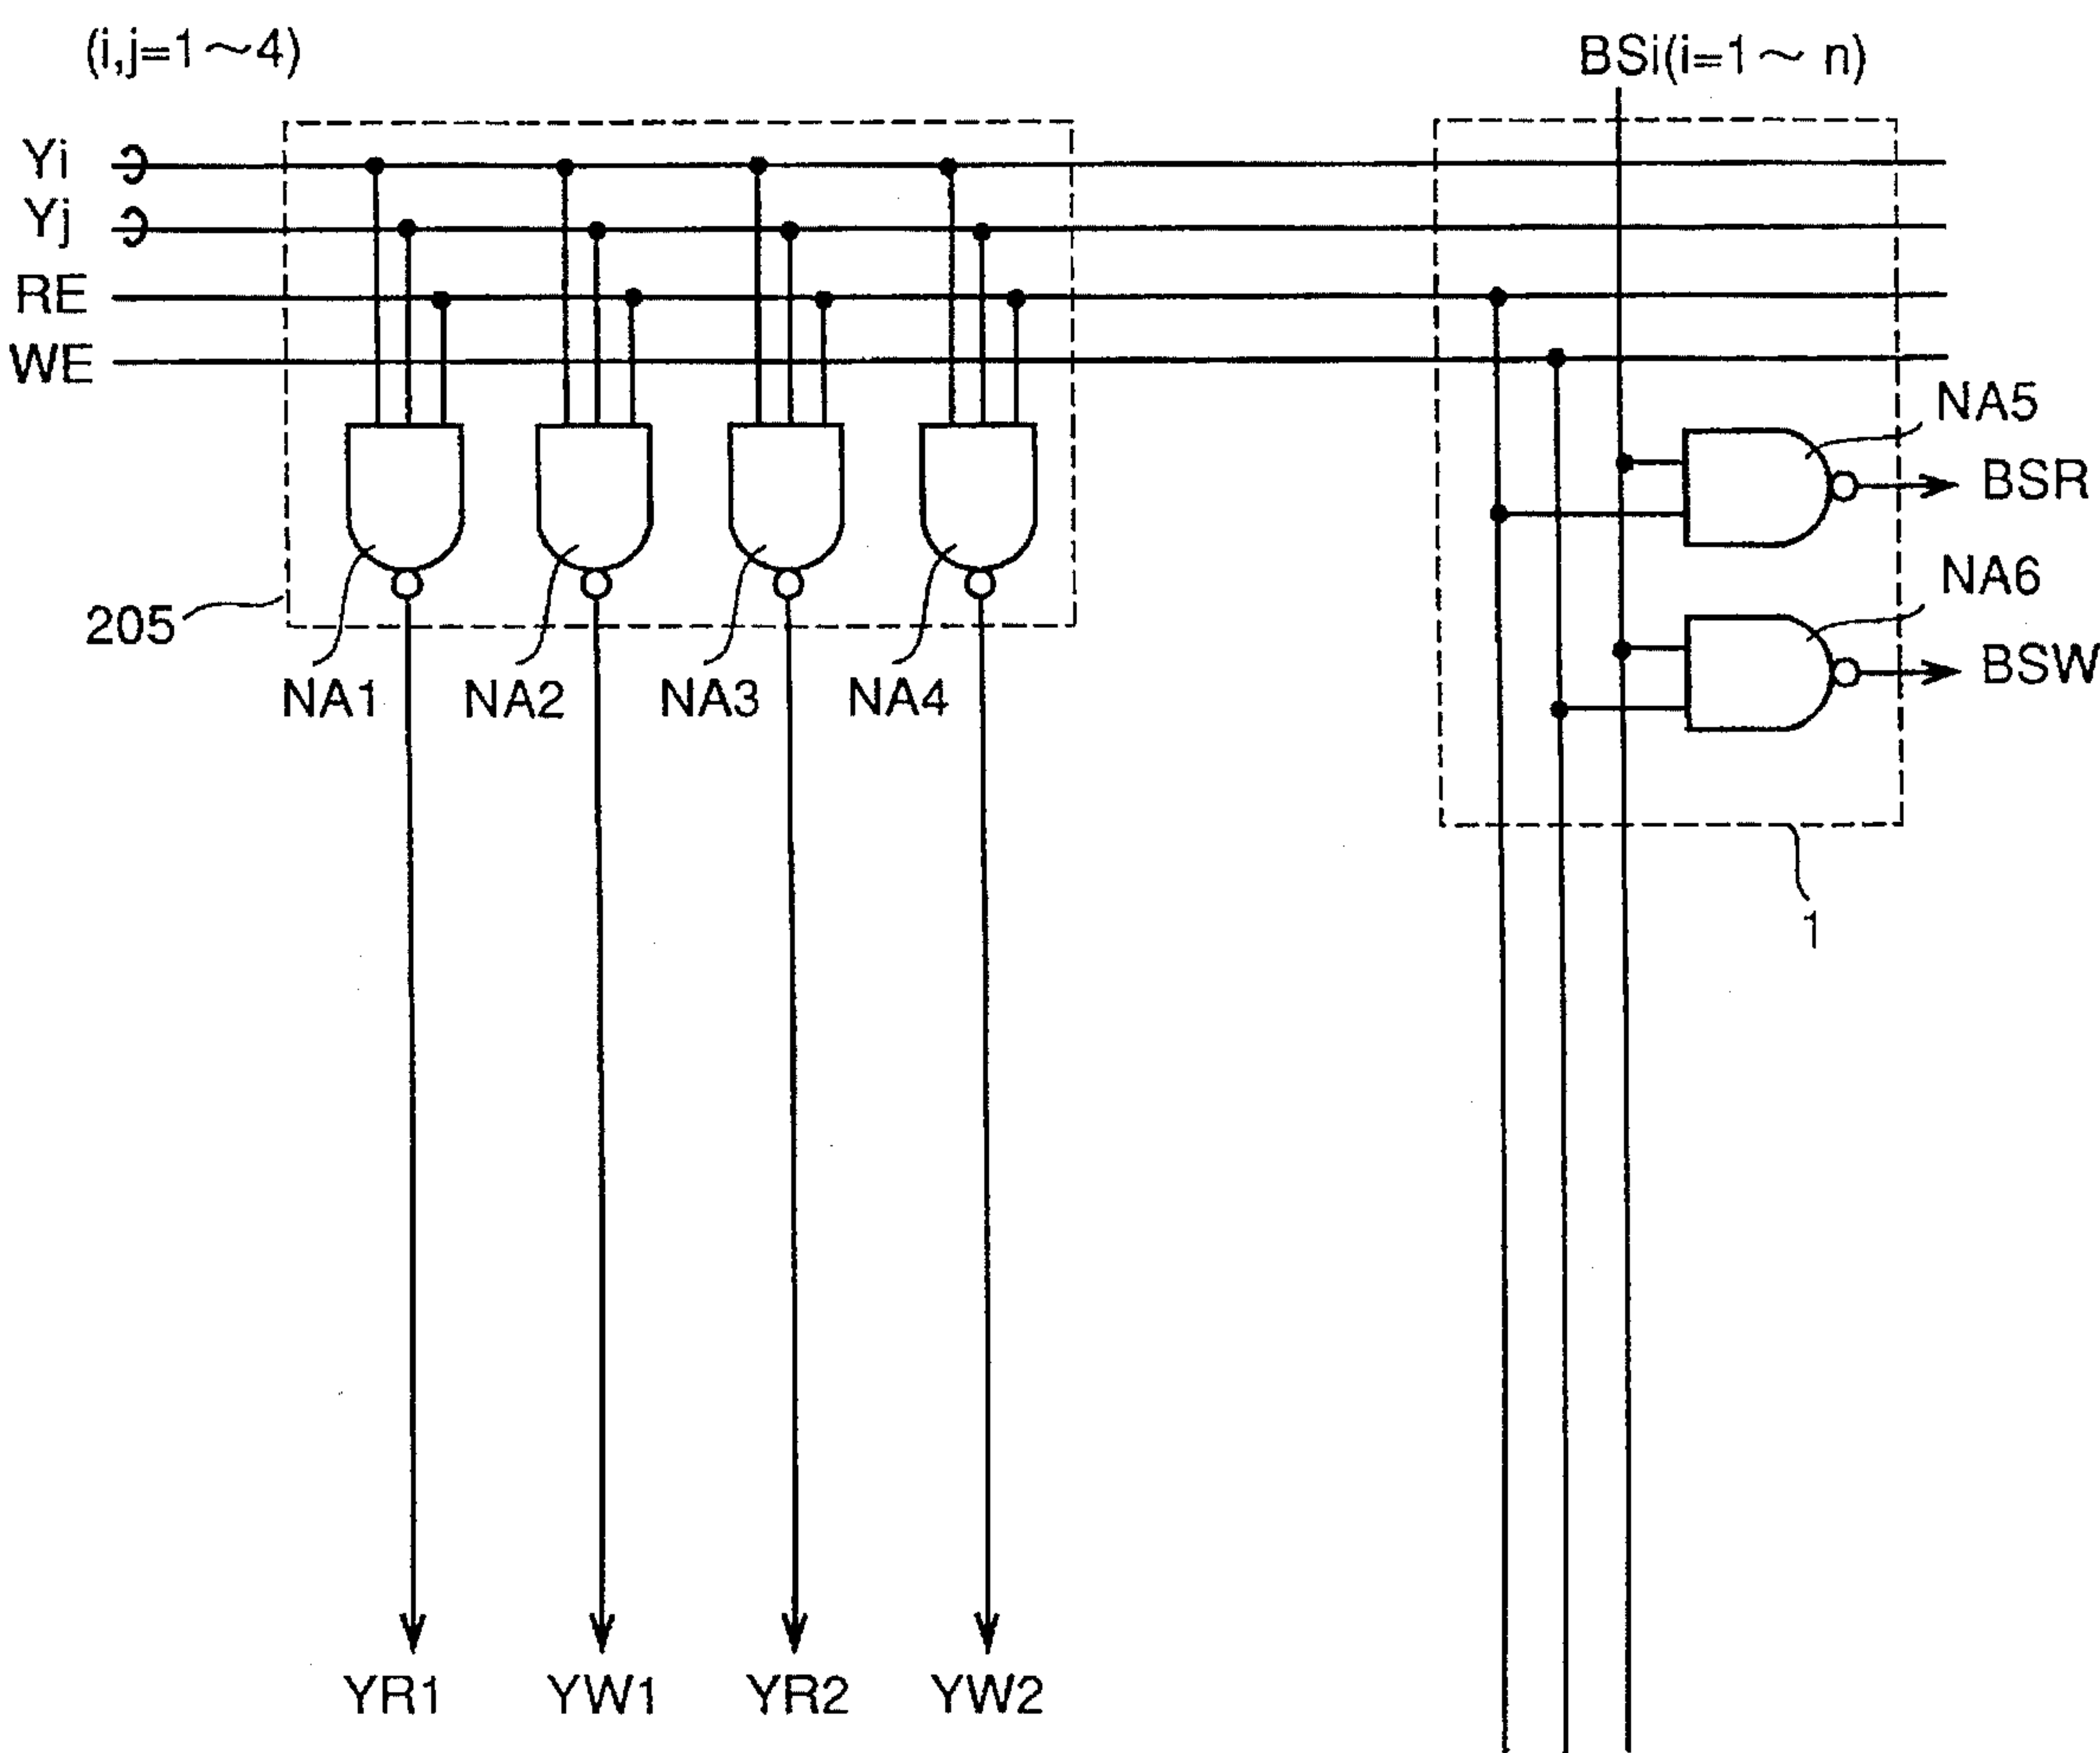 (i,j=1～4)
BSi(i=1～ n)
Yi
Yj
RE
WE
NA5
BSR
NA6
BSW
205
NA1
NA2
NA3
NA4
1
YR1
YW1
YR2
YW2